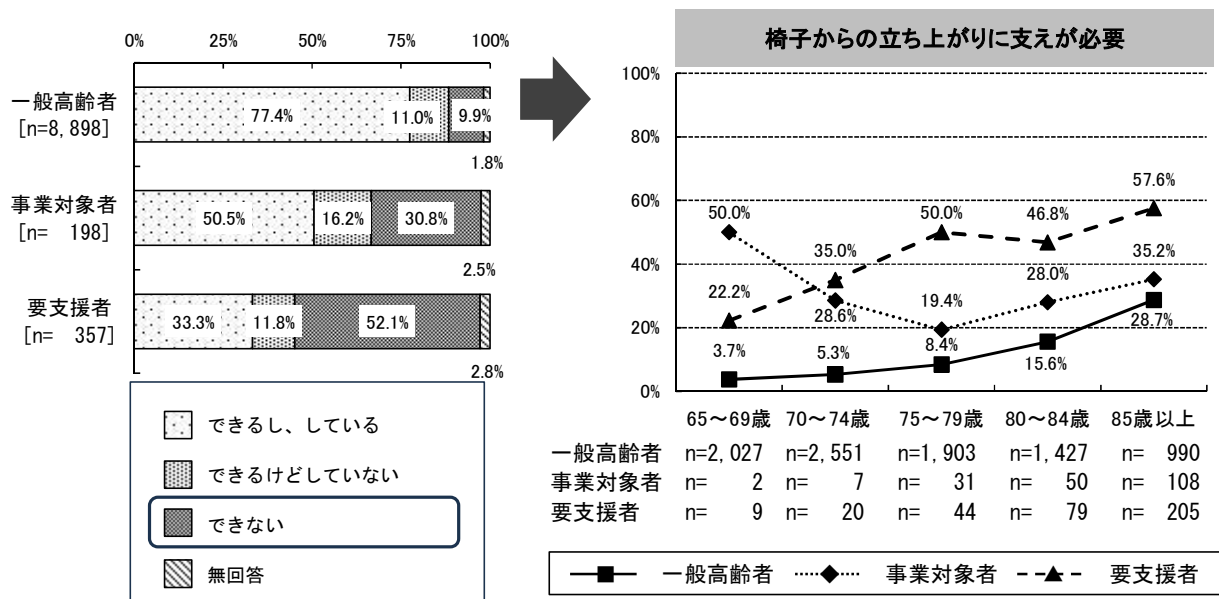 0% 25% 50% 75% 100%
一般高齢者
[n=8,898]
77.4% 11.0% 9.9%
1.8%
事業対象者
[n= 198]
50.5% 16.2% 30.8%
2.5%
要支援者
[n= 357]
33.3% 11.8% 52.1%
2.8%
できるし、している
できるけどしていない
できない
無回答
椅子からの立ち上がりに支えが必要
100%
80%
60%
40%
20%
0%
50.0% 28.6% 19.4% 28.0% 35.2%
22.2% 35.0% 50.0% 46.8% 57.6%
3.7% 5.3% 8.4% 15.6% 28.7%
65～69歳 70～74歳 75～79歳 80～84歳 85歳以上
一般高齢者 n=2,027 n=2,551 n=1,903 n=1,427 n= 990
事業対象者 n= 2 n= 7 n= 31 n= 50 n= 108
要支援者 n= 9 n= 20 n= 44 n= 79 n= 205
一般高齢者 事業対象者 要支援者